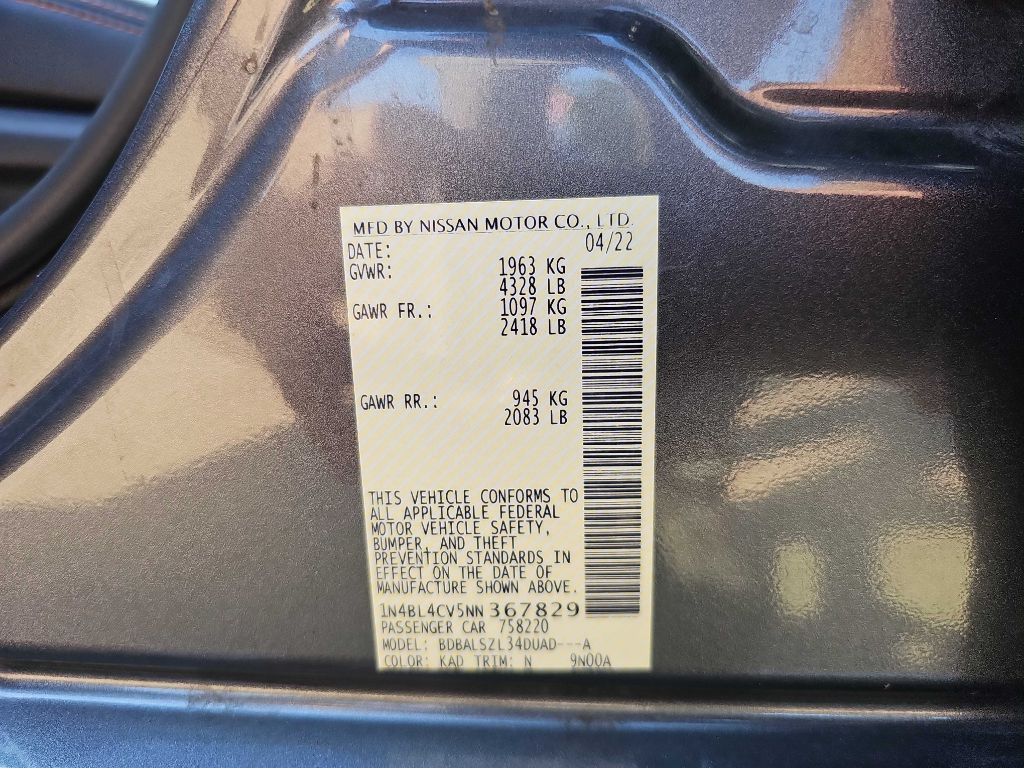 MFD BY NISSAN MOTOR CO., LTD.
DATE: 04/22
GVWR: 1963 KG
4328 LB
GAWR FR.: 1097 KG
2418 LB
GAWR RR.: 945 KG
2083 LB
THIS VEHICLE CONFORMS TO
ALL APPLICABLE FEDERAL
MOTOR VEHICLE SAFETY,
BUMPER, AND THEFT
PREVENTION STANDARDS IN
EFFECT ON THE DATE OF
MANUFACTURE SHOWN ABOVE.
1N4BL4CV5NN367829
PASSENGER CAR 758220
MODEL: BDBALSZL34DUAD---A
COLOR: KAD TRIM: N 9N00A